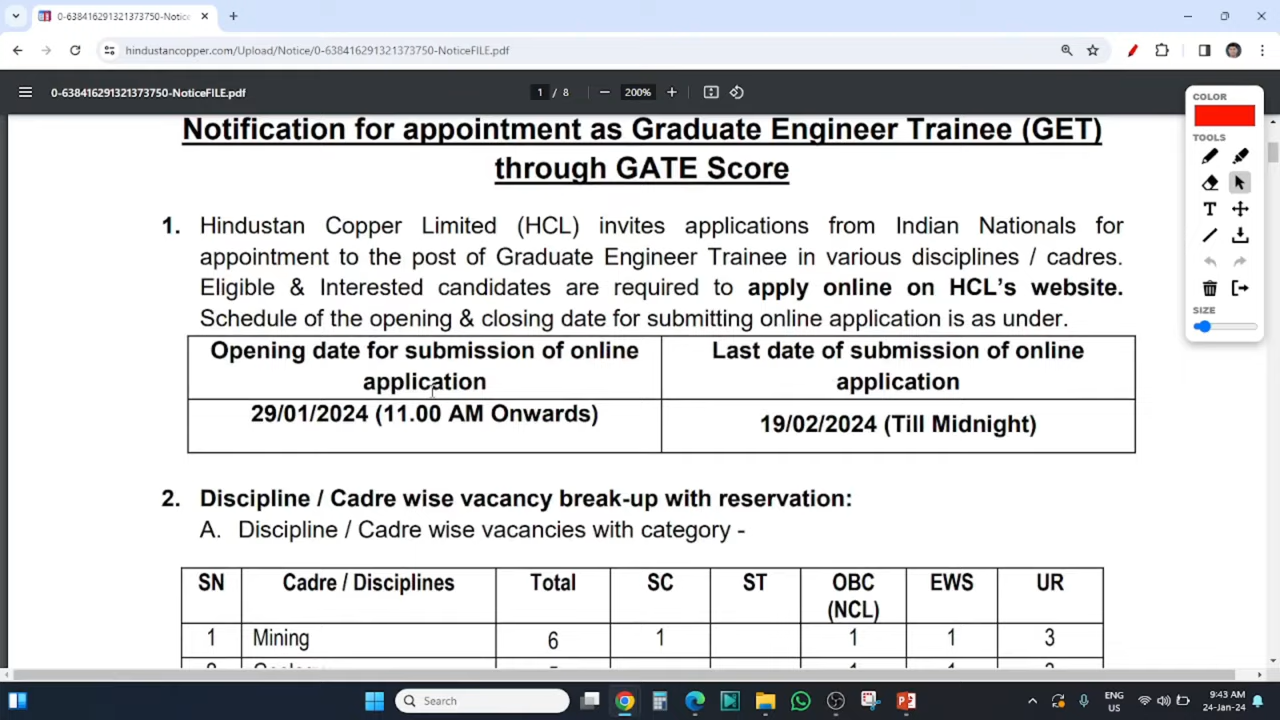 0-638416291321373750-Notice
hindustancopper.com/Upload/Notice/0-638416291321373750-NoticeFILE.pdf
0-638416291321373750-NoticeFILE.pdf
1 / 8
200%
COLOR
TOOLS
SIZE
Notification for appointment as Graduate Engineer Trainee (GET)
through GATE Score
1. Hindustan Copper Limited (HCL) invites applications from Indian Nationals for
appointment to the post of Graduate Engineer Trainee in various disciplines / cadres.
Eligible & Interested candidates are required to apply online on HCL's website.
Schedule of the opening & closing date for submitting online application is as under.
Opening date for submission of online
application
Last date of submission of online
application
29/01/2024 (11.00 AM Onwards)
19/02/2024 (Till Midnight)
2. Discipline / Cadre wise vacancy break-up with reservation:
A. Discipline / Cadre wise vacancies with category -
SN Cadre / Disciplines Total SC ST OBC (NCL) EWS UR
1 Mining 6 1 1 1 3
Search
ENG
US
9:43 AM
24-Jan-24